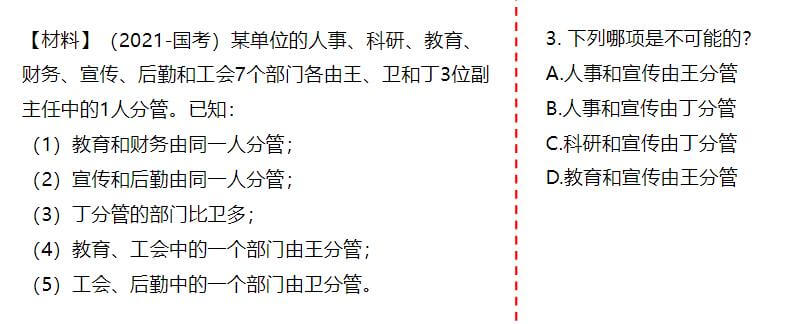 【材料】（2021-国考）某单位的人事、科研、教育、
财务、宣传、后勤和工会7个部门各由王、卫和丁3位副
主任中的1人分管。已知：
（1）教育和财务由同一人分管；
（2）宣传和后勤由同一人分管；
（3）丁分管的部门比卫多；
（4）教育、工会中的一个部门由王分管；
（5）工会、后勤中的一个部门由卫分管。
3. 下列哪项是不可能的？
A.人事和宣传由王分管
B.人事和宣传由丁分管
C.科研和宣传由丁分管
D.教育和宣传由王分管